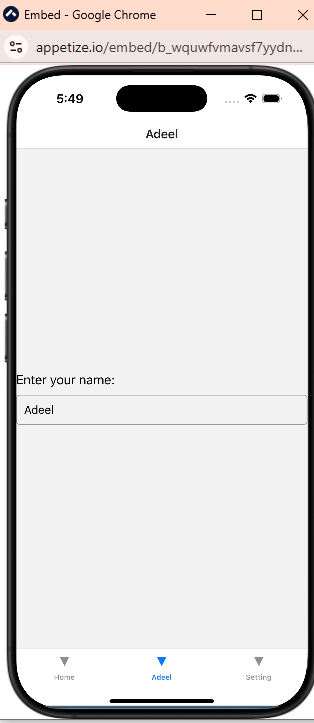 Embed - Google Chrome
appetize.io/embed/b_wquwfvmavsf7yydn...
5:49
Adeel
Enter your name:
Adeel
Home
Adeel
Setting